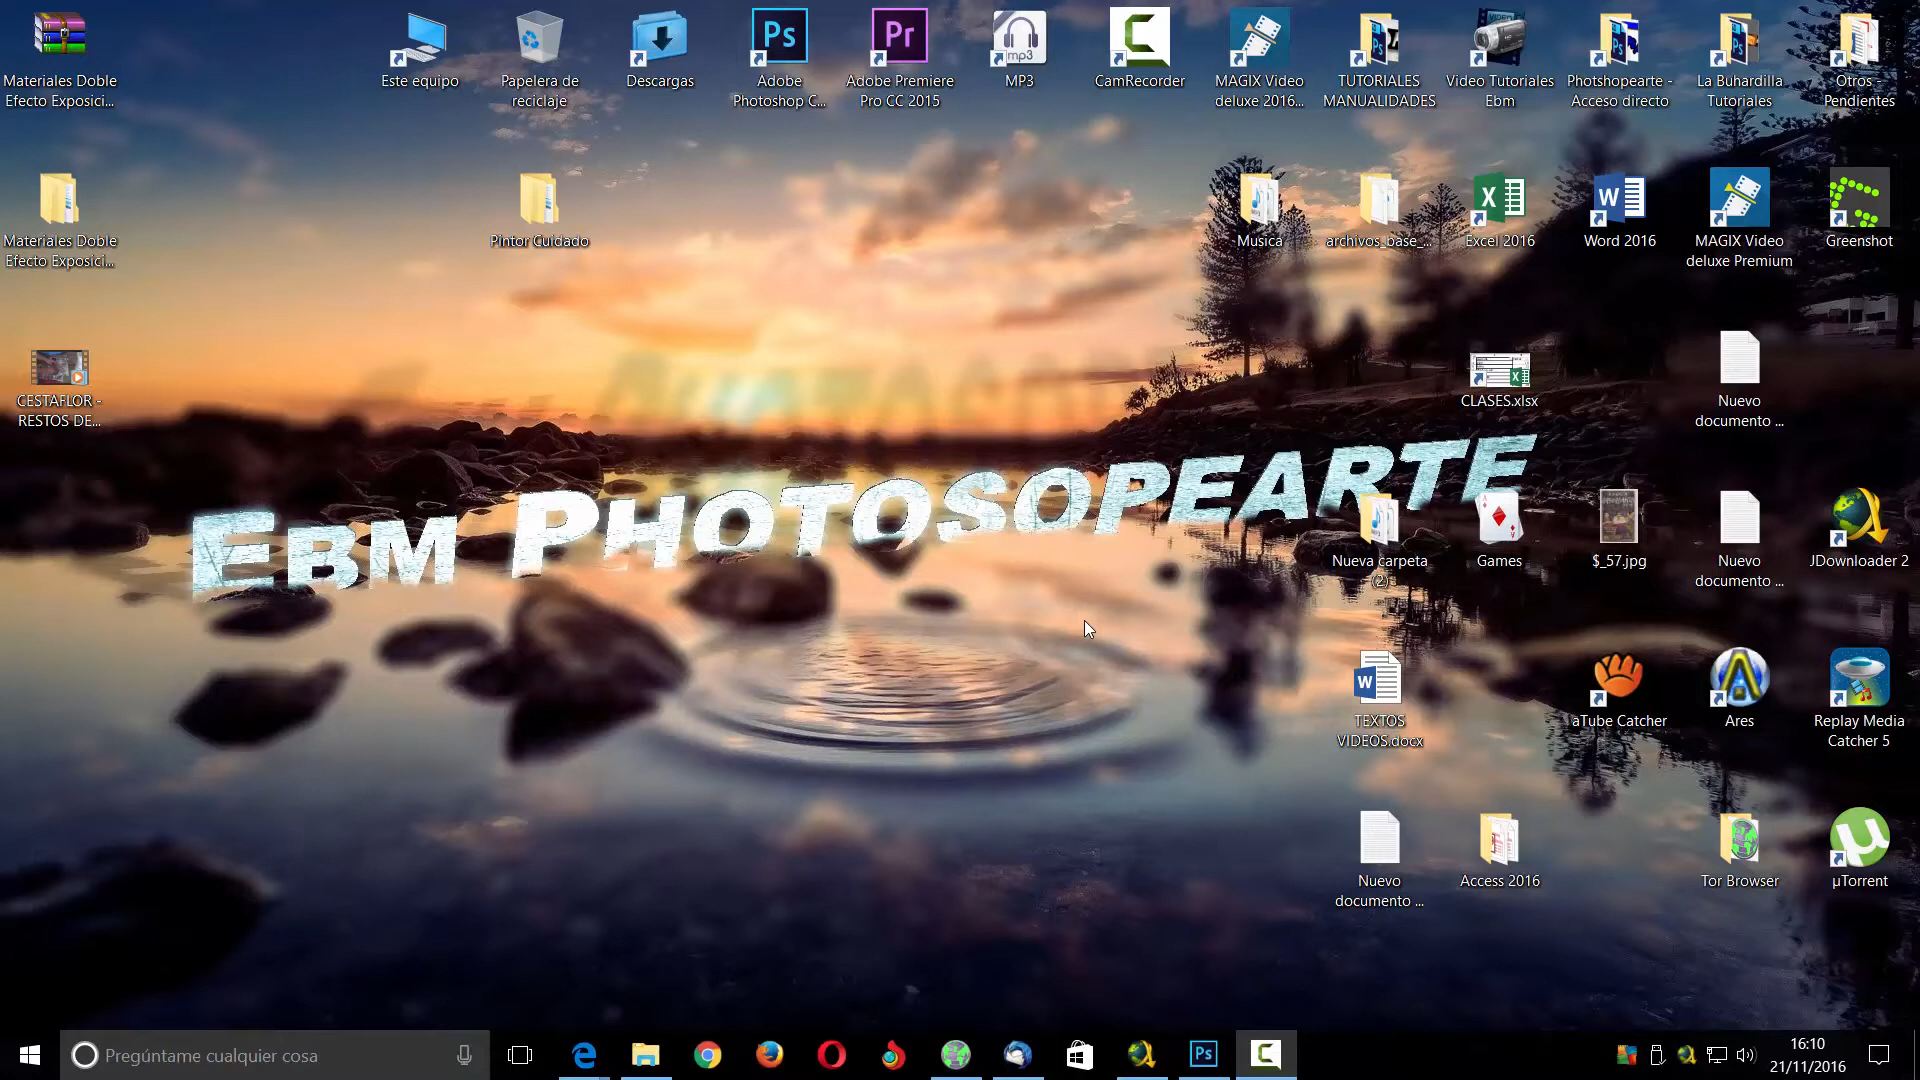 Materiales Doble
Efecto Exposici...
Este equipo
Papelera de
reciclaje
Descargas
Ps
Adobe
Photoshop C...
Pr
Adobe Premiere
Pro CC 2015
mp3
MP3
CamRecorder
MAGIX Video
deluxe 2016...
TUTORIALES
MANUALIDADES
Video Tutoriales
Ebm
Photshopearte -
Acceso directo
La Buhardilla
Tutoriales
Otros -
Pendientes
Materiales Doble
Efecto Exposici...
Pintor Cuidado
Musica
archivos_base_...
Excel 2016
Word 2016
MAGIX Video
deluxe Premium
Greenshot
CESTAFLOR -
RESTOS DE...
CLASES.xlsx
Nuevo
documento ...
EBM PHOTOSOPEARTE
Nueva carpeta
(2)
Games
$_57.jpg
Nuevo
documento ...
JDownloader 2
TEXTOS
VIDEOS.docx
aTube Catcher
Ares
Replay Media
Catcher 5
Nuevo
documento ...
Access 2016
Tor Browser
µTorrent
Pregúntame cualquier cosa
Ps
16:10
21/11/2016